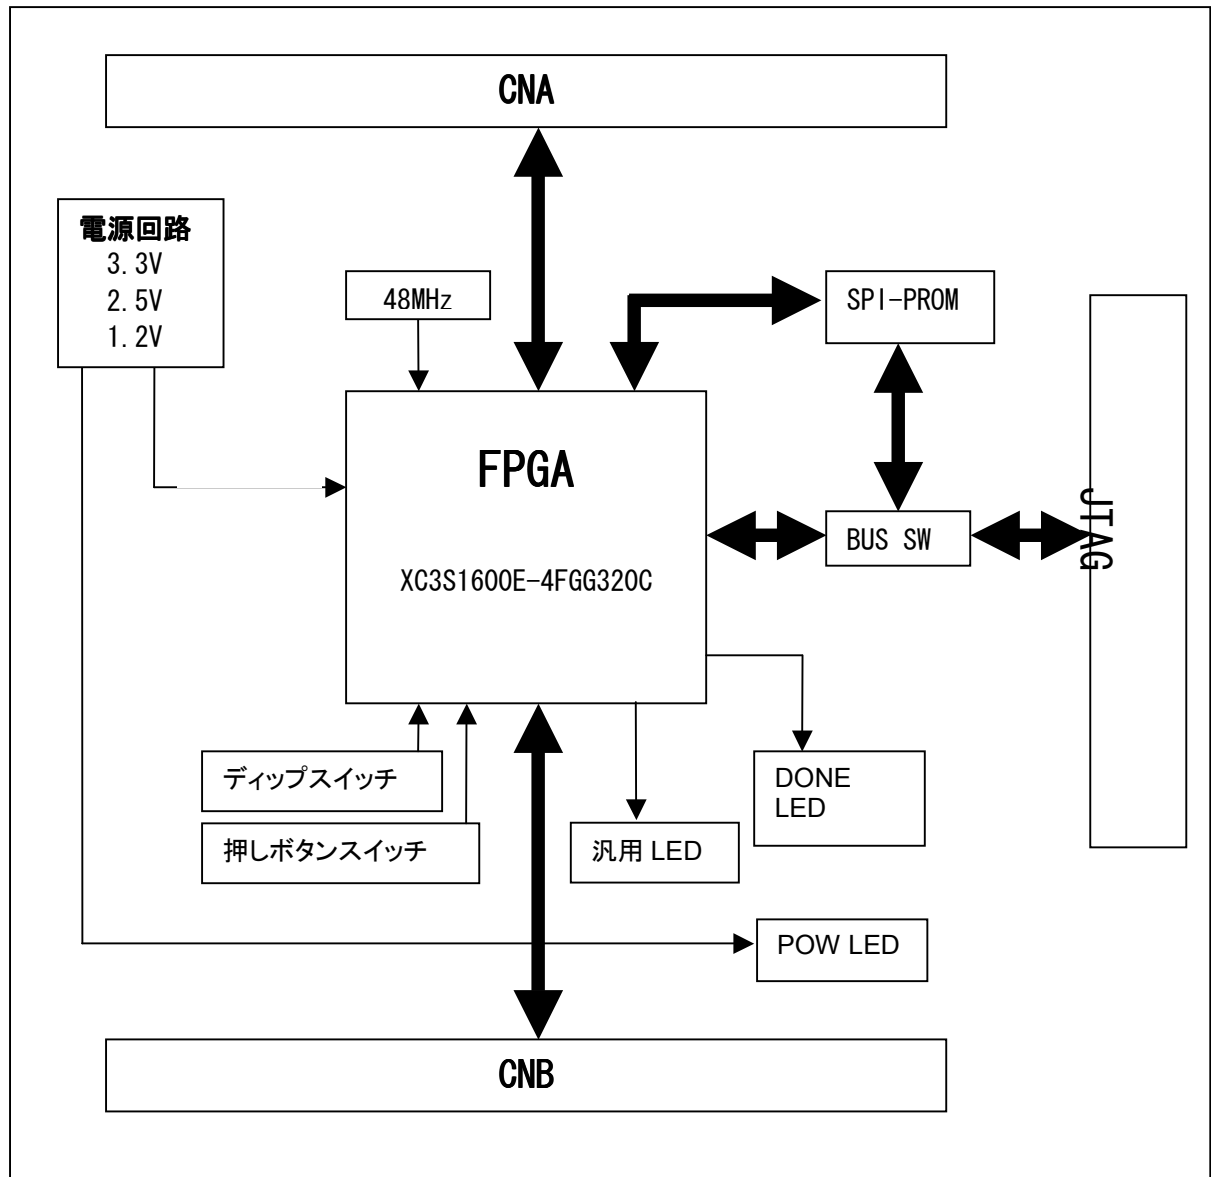 CNA
電源回路
3.3V
2.5V
1.2V
48MHz
SPI-PROM
FPGA
XC3S1600E-4FGG320C
BUS SW
JTAG
ディップスイッチ
押しボタンスイッチ
汎用 LED
DONE
LED
POW LED
CNB